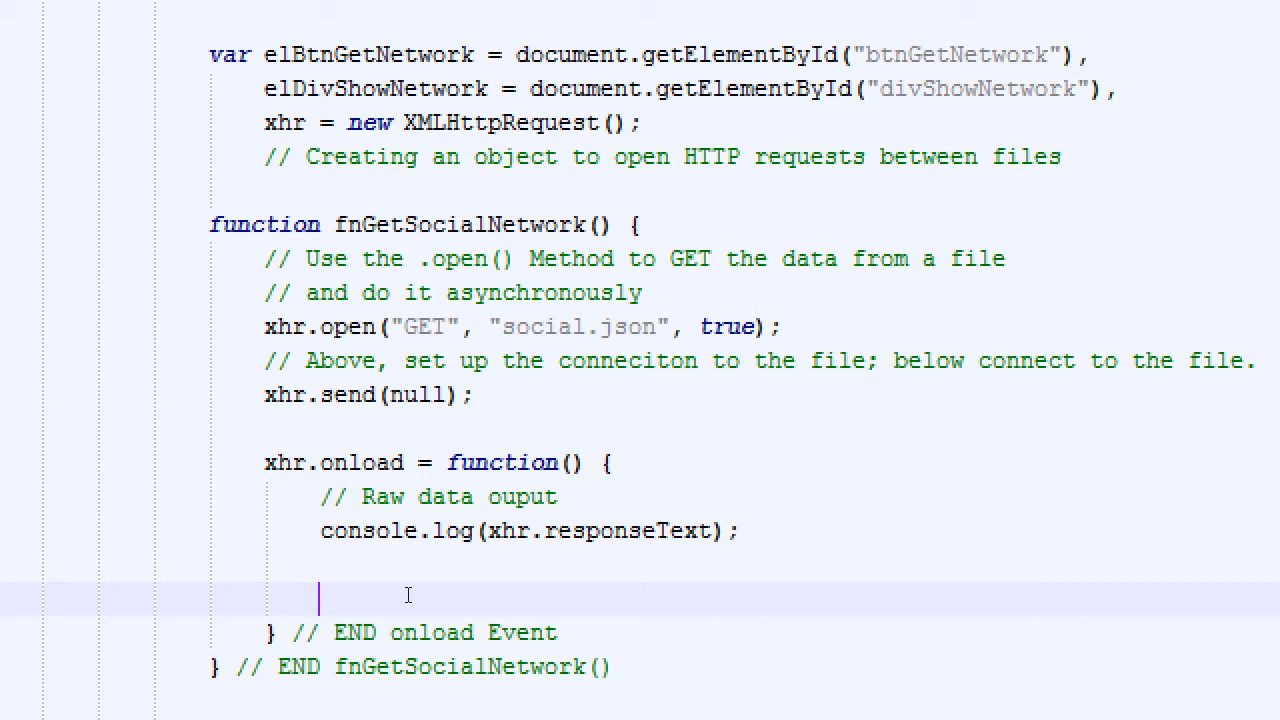 var elBtnGetNetwork = document.getElementById("btnGetNetwork"),
elDivShowNetwork = document.getElementById("divShowNetwork"),
xhr = new XMLHttpRequest();
// Creating an object to open HTTP requests between files
function fnGetSocialNetwork() {
// Use the .open() Method to GET the data from a file
// and do it asynchronously
xhr.open("GET", "social.json", true);
// Above, set up the conneciton to the file; below connect to the file.
xhr.send(null);
xhr.onload = function() {
// Raw data ouput
console.log(xhr.responseText);
} // END onload Event
} // END fnGetSocialNetwork()